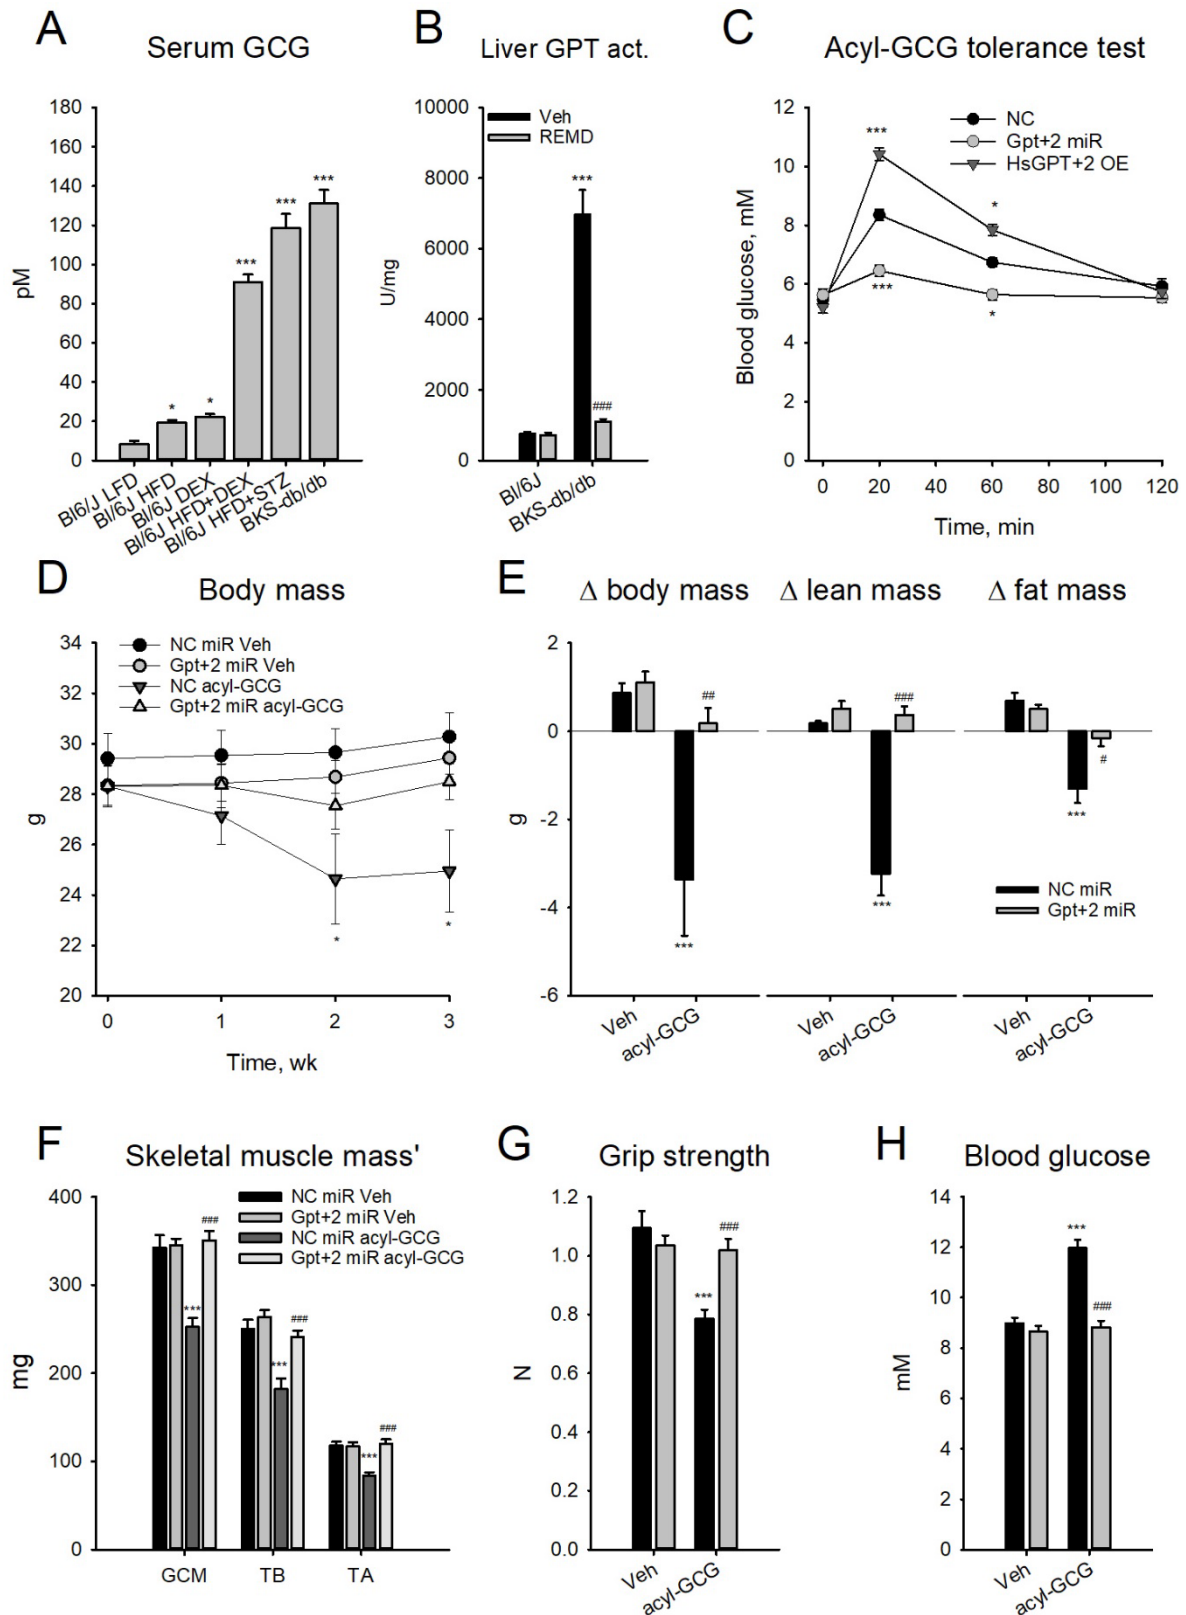 A
Serum GCG
180
160
140
120
100
80
60
40
20
0
pM
*
*
***
***
***
Bl6/J LFD
Bl/6J HFD
Bl/6J DEX
Bl/6J HFD+DEX
Bl/6J HFD+STZ
BKS-db/db
B
Liver GPT act.
10000
8000
6000
4000
2000
0
U/mg
Veh
REMD
***
###
Bl/6J
BKS-db/db
C
Acyl-GCG tolerance test
12
10
8
6
4
2
0
Blood glucose, mM
NC
Gpt+2 miR
HsGPT+2 OE
***
*
***
*
0 20 40 60 80 100 120
Time, min
D
Body mass
34
32
30
28
26
24
22
20
g
NC miR Veh
Gpt+2 miR Veh
NC acyl-GCG
Gpt+2 miR acyl-GCG
* *
0 1 2 3
Time, wk
E
Δ body mass Δ lean mass Δ fat mass
2
0
-2
-4
-6
g
##
***
###
***
#
***
NC miR
Gpt+2 miR
Veh
acyl-GCG
Veh
acyl-GCG
Veh
acyl-GCG
F
Skeletal muscle mass'
400
300
200
100
0
mg
NC miR Veh
Gpt+2 miR Veh
NC miR acyl-GCG
Gpt+2 miR acyl-GCG
***
###
***
###
***
###
GCM TB TA
G
Grip strength
1.2
1.0
0.8
0.6
0.4
0.2
0.0
N
***
###
Veh
acyl-GCG
H
Blood glucose
14
12
10
8
6
4
2
0
mM
***
###
Veh
acyl-GCG